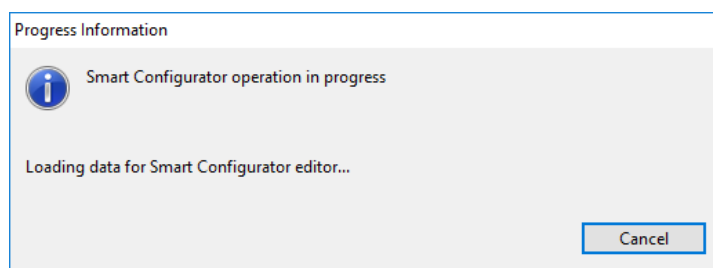 Progress Information
Smart Configurator operation in progress
Loading data for Smart Configurator editor...
Cancel